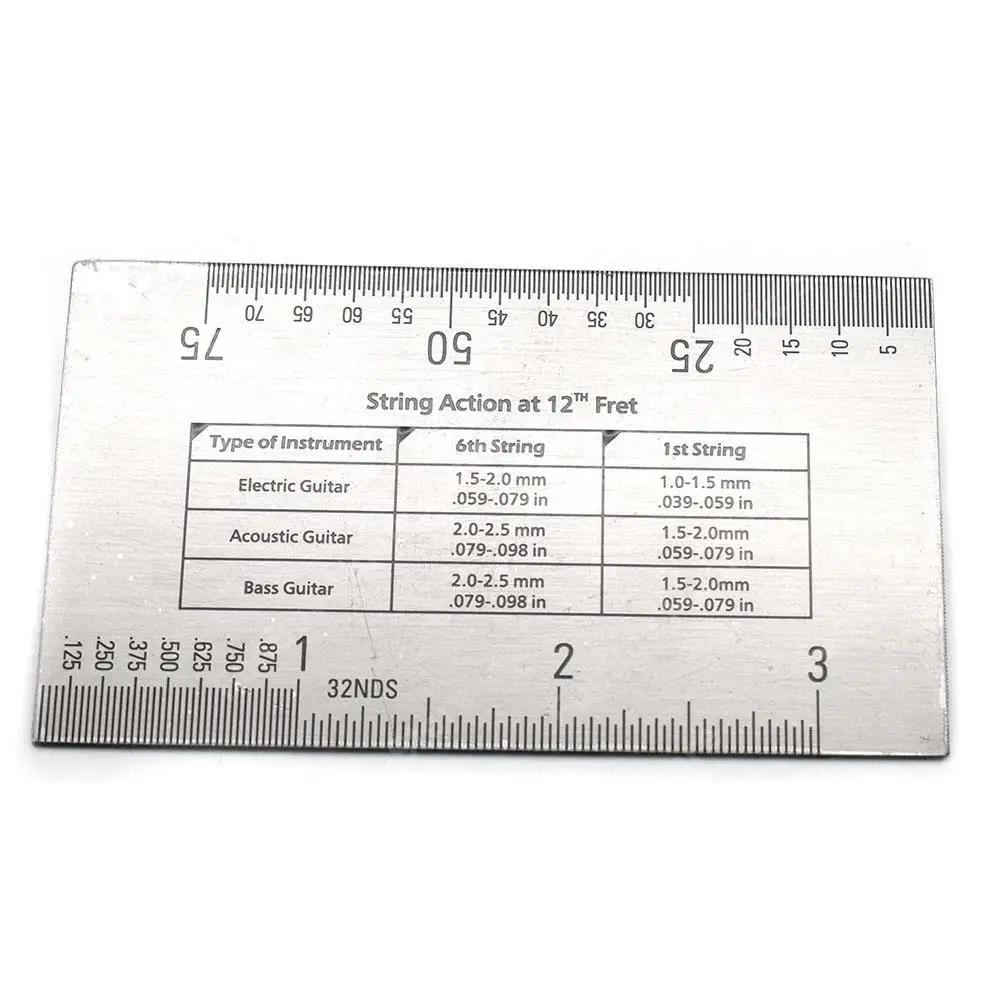 70 65 60 55 45 40 35 30 20 15 10 5
75 50 25
String Action at 12TH Fret
Type of Instrument 6th String 1st String
Electric Guitar 1.5-2.0 mm 1.0-1.5 mm
.059-.079 in .039-.059 in
Acoustic Guitar 2.0-2.5 mm 1.5-2.0mm
.079-.098 in .059-.079 in
Bass Guitar 2.0-2.5 mm 1.5-2.0mm
.079-.098 in .059-.079 in
.125 .250 .375 .500 .625 .750 .875 1 2 3
32NDS